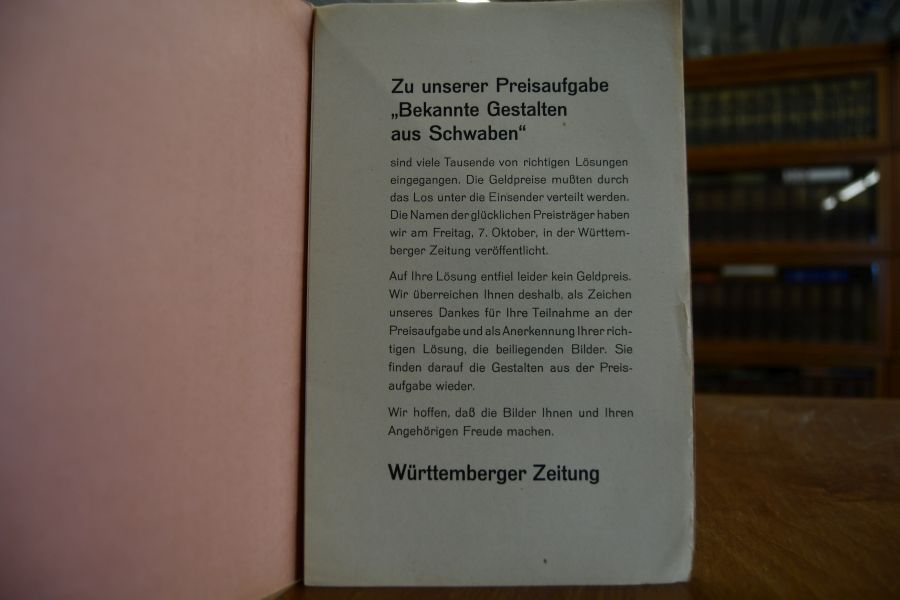 Zu unserer Preisaufgabe
„Bekannte Gestalten
aus Schwaben“
sind viele Tausende von richtigen Lösungen
eingegangen. Die Geldpreise mußten durch
das Los unter die Einsender verteilt werden.
Die Namen der glücklichen Preisträger haben
wir am Freitag, 7. Oktober, in der Württem-
berger Zeitung veröffentlicht.
Auf Ihre Lösung entfiel leider kein Geldpreis.
Wir überreichen Ihnen deshalb, als Zeichen
unseres Dankes für Ihre Teilnahme an der
Preisaufgabe und als Anerkennung Ihrer rich-
tigen Lösung, die beiliegenden Bilder. Sie
finden darauf die Gestalten aus der Preis-
aufgabe wieder.
Wir hoffen, daß die Bilder Ihnen und Ihren
Angehörigen Freude machen.
Württemberger Zeitung